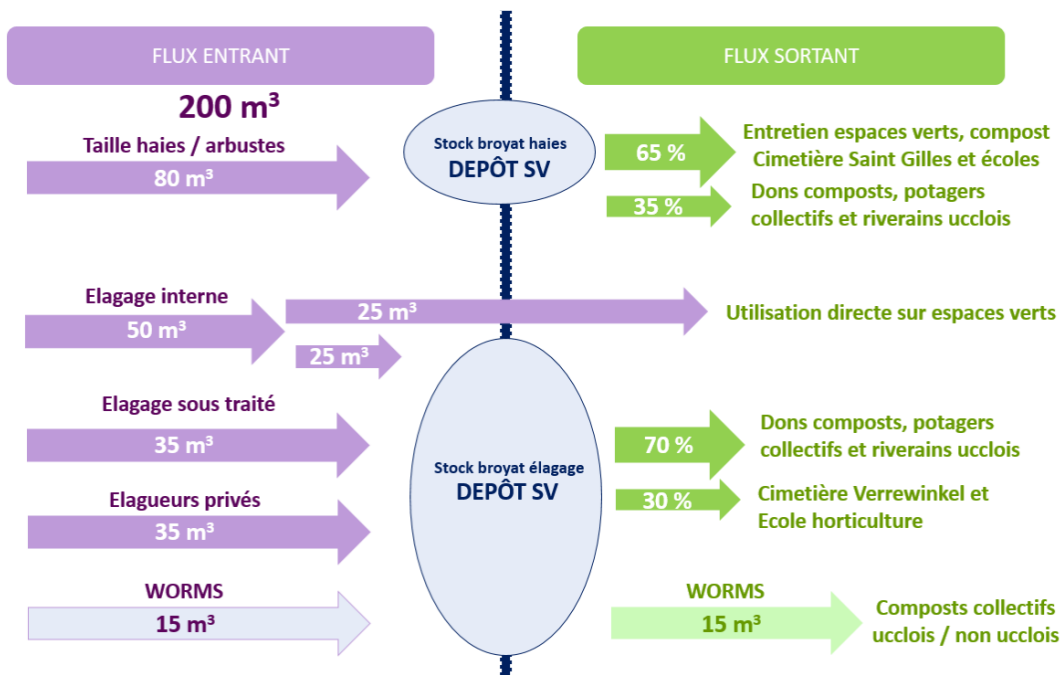 FLUX ENTRANT
FLUX SORTANT
200 m³
Taille haies / arbustes
80 m³
Stock broyat haies
DEPÔT SV
65 %
Entretien espaces verts, compost
Cimetière Saint Gilles et écoles
35 %
Dons composts, potagers
collectifs et riverains ucclois
Elagage interne
50 m³
25 m³
Utilisation directe sur espaces verts
25 m³
Elagage sous traité
35 m³
Stock broyat élagage
DEPÔT SV
70 %
Dons composts, potagers
collectifs et riverains ucclois
Elagueurs privés
35 m³
30 %
Cimetière Verrewinkel et
Ecole horticulture
WORMS
15 m³
WORMS
15 m³
Composts collectifs
ucclois / non ucclois